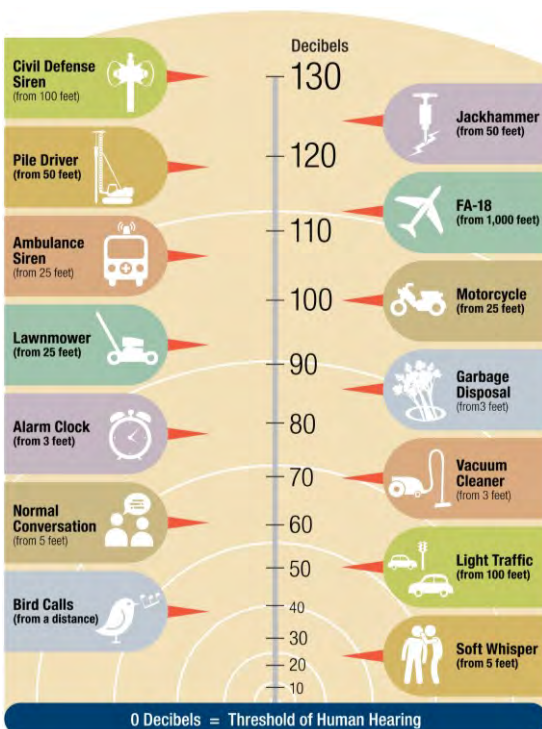 Decibels
130
120
110
100
90
80
70
60
50
40
30
20
10
Civil Defense
Siren
(from 100 feet)
Pile Driver
(from 50 feet)
Ambulance
Siren
(from 25 feet)
Lawnmower
(from 25 feet)
Alarm Clock
(from 3 feet)
Normal
Conversation
(from 5 feet)
Bird Calls
(from a distance)
Jackhammer
(from 50 feet)
FA-18
(from 1,000 feet)
Motorcycle
(from 25 feet)
Garbage
Disposal
(from3 feet)
Vacuum
Cleaner
(from 3 feet)
Light Traffic
(from 100 feet)
Soft Whisper
(from 5 feet)
0 Decibels = Threshold of Human Hearing